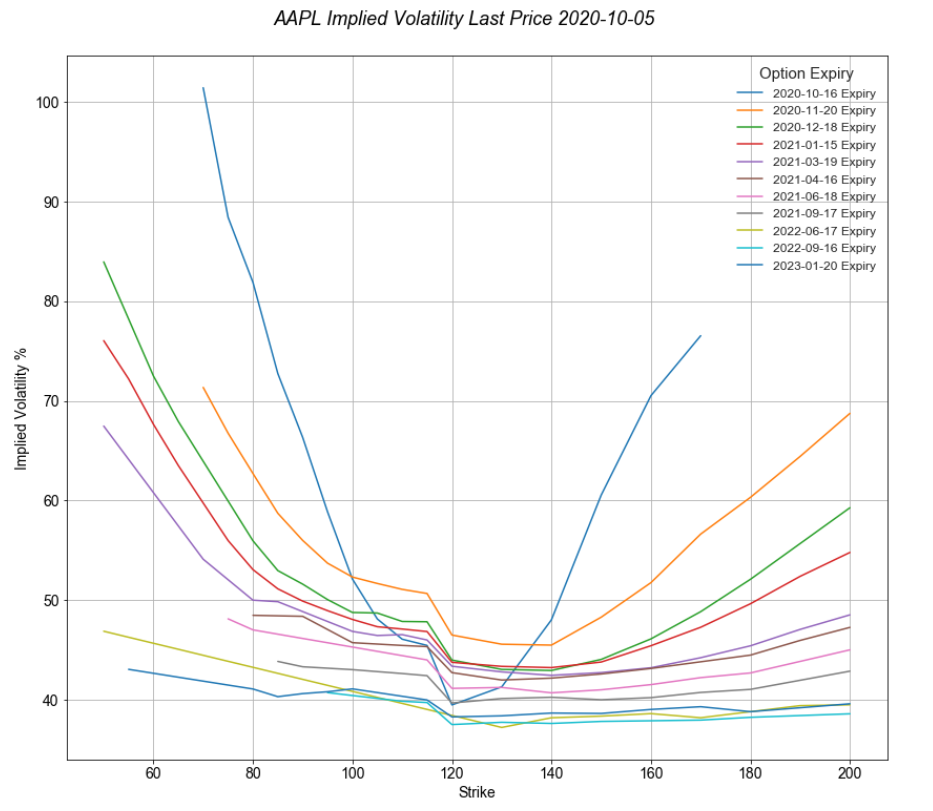 AAPL Implied Volatility Last Price 2020-10-05
Option Expiry
2020-10-16 Expiry
2020-11-20 Expiry
2020-12-18 Expiry
2021-01-15 Expiry
2021-03-19 Expiry
2021-04-16 Expiry
2021-06-18 Expiry
2021-09-17 Expiry
2022-06-17 Expiry
2022-09-16 Expiry
2023-01-20 Expiry
Implied Volatility %
100
90
80
70
60
50
40
60 80 100 120 140 160 180 200
Strike